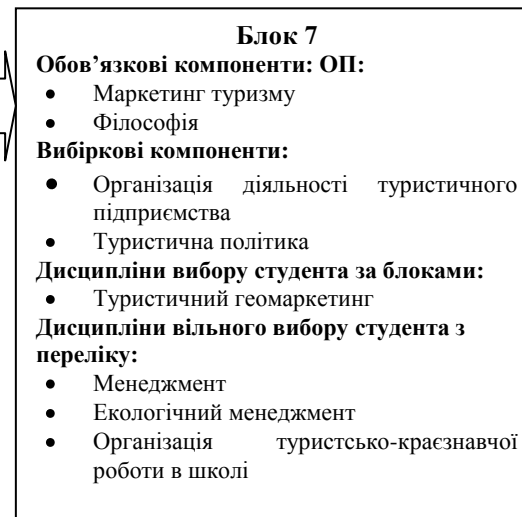 Блок 7
Обов’язкові компоненти: ОП:
• Маркетинг туризму
• Філософія
Вибіркові компоненти:
• Організація діяльності туристичного
підприємства
• Туристична політика
Дисципліни вибору студента за блоками:
• Туристичний геомаркетинг
Дисципліни вільного вибору студента з
переліку:
• Менеджмент
• Екологічний менеджмент
• Організація туристсько-краєзнавчої
роботи в школі